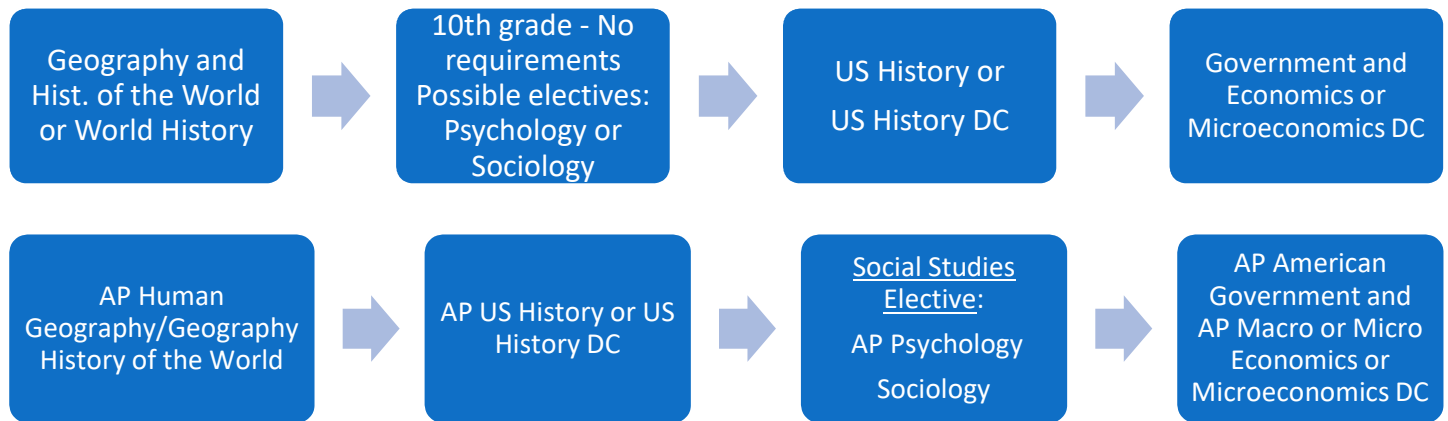 Geography and
Hist. of the World
or World History
10th grade - No
requirements
Possible electives:
Psychology or
Sociology
US History or
US History DC
Government and
Economics or
Microeconomics DC
AP Human
Geography/Geography
History of the World
AP US History or US
History DC
Social Studies
Elective:
AP Psychology
Sociology
AP American
Government and
AP Macro or Micro
Economics or
Microeconomics DC